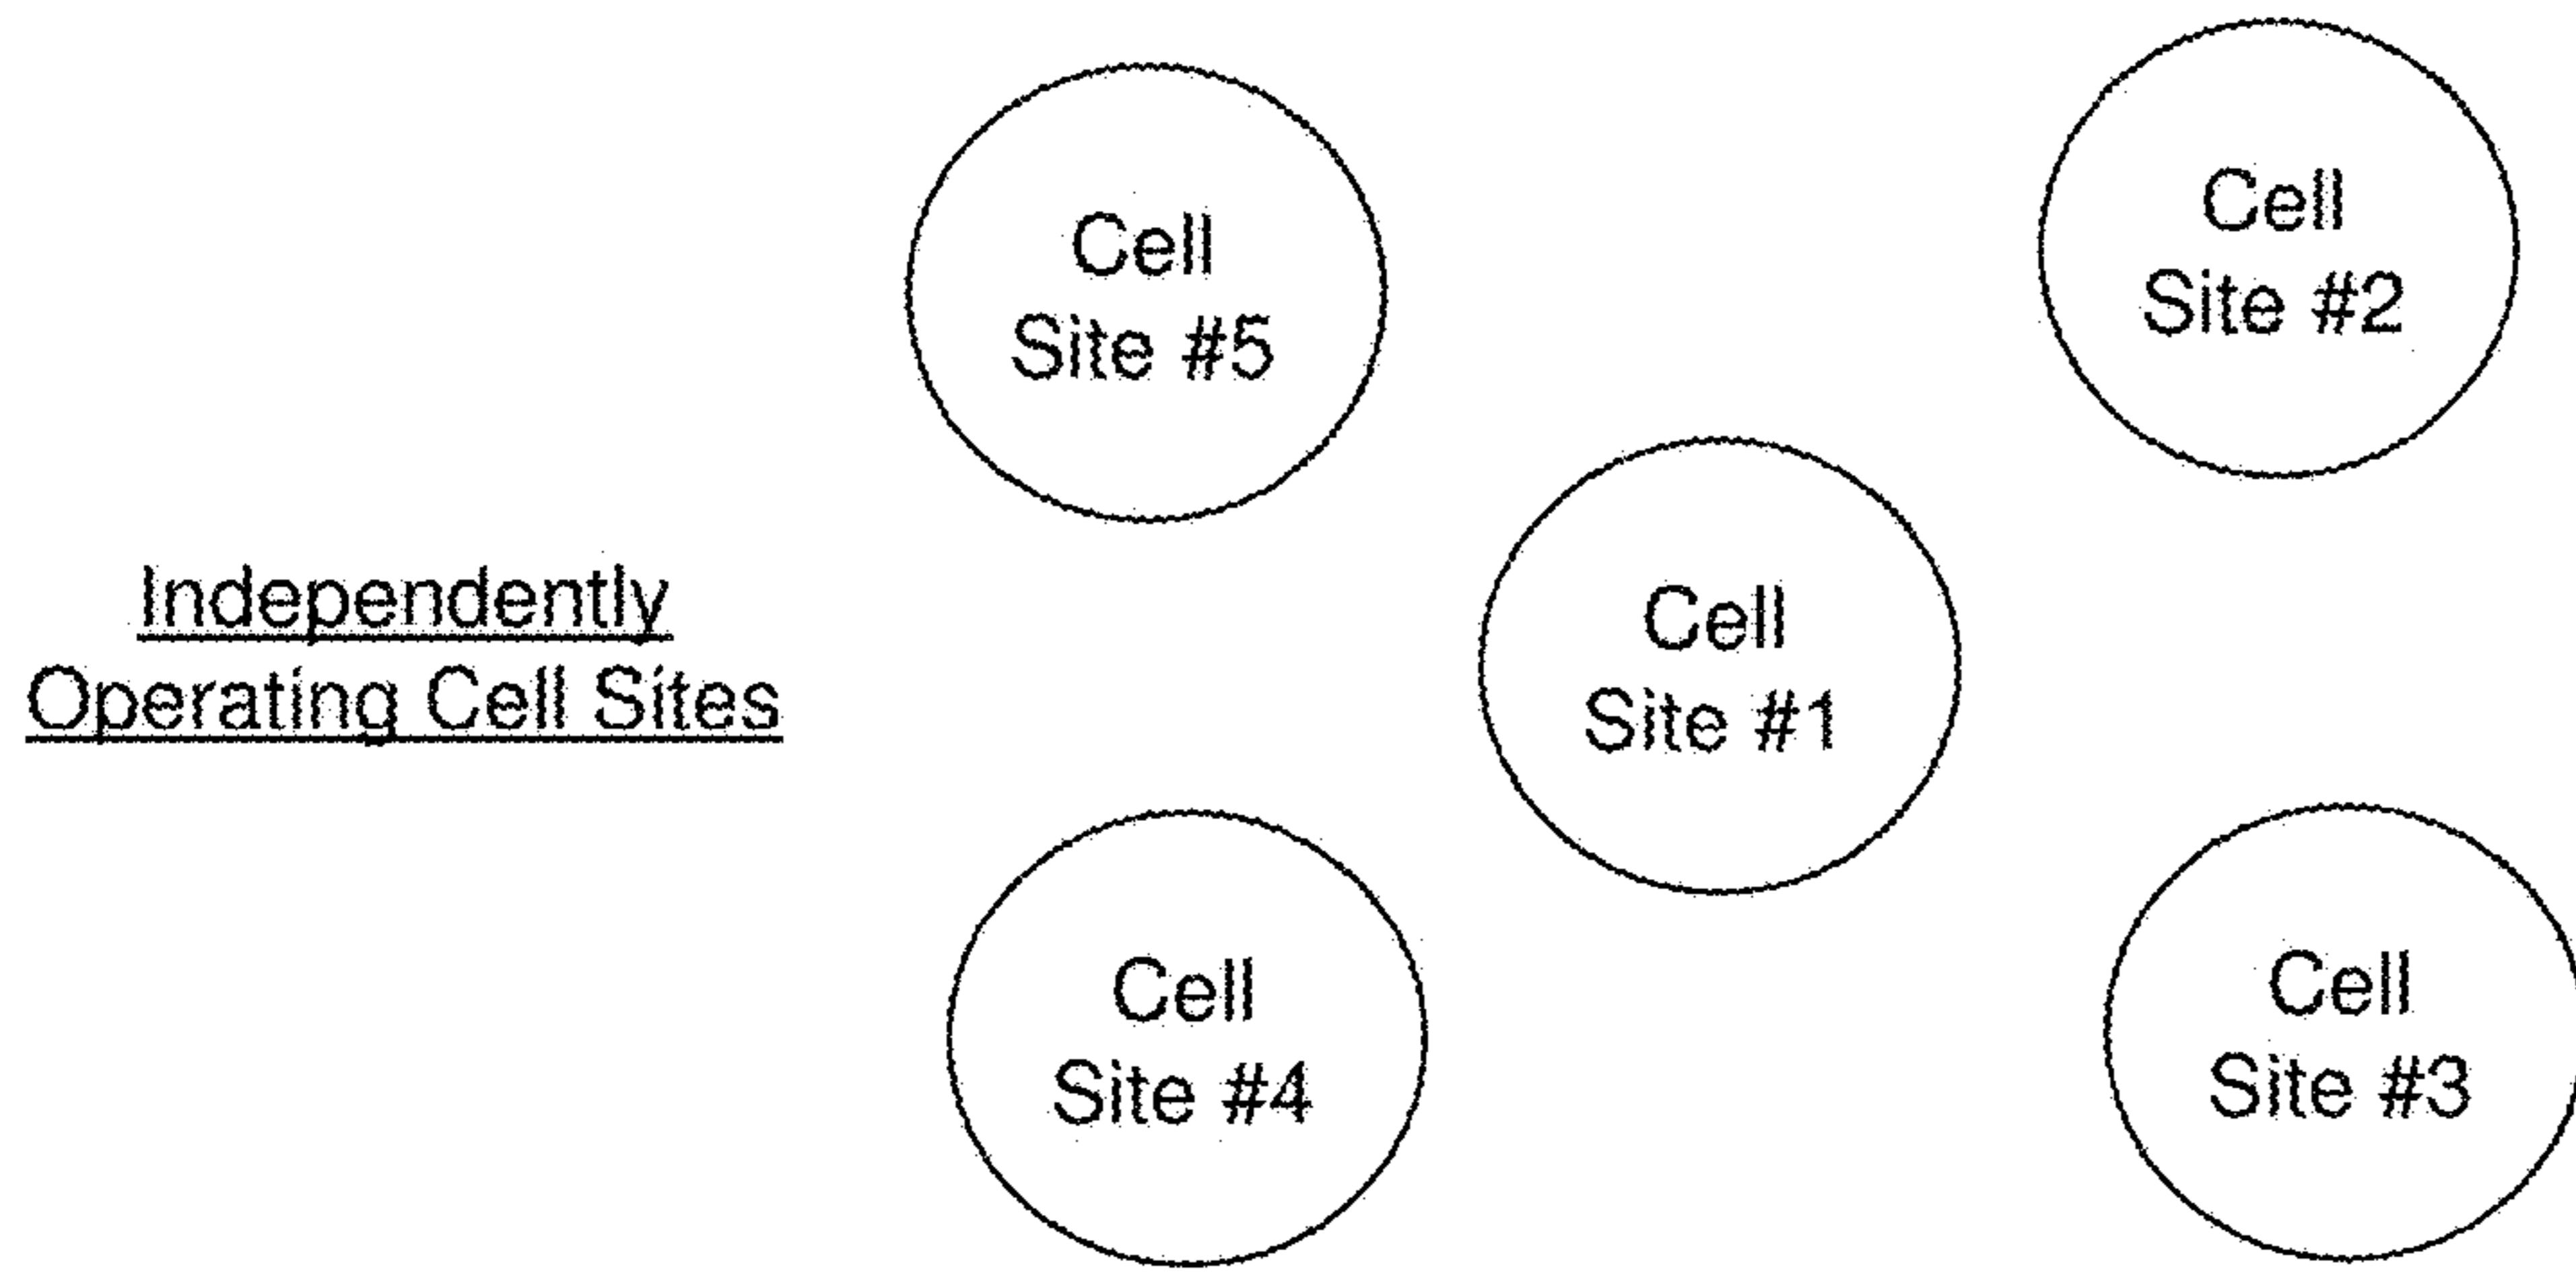 Cell
Site #5
Cell
Site #2
Independently
Operating Cell Sites
Cell
Site #1
Cell
Site #4
Cell
Site #3